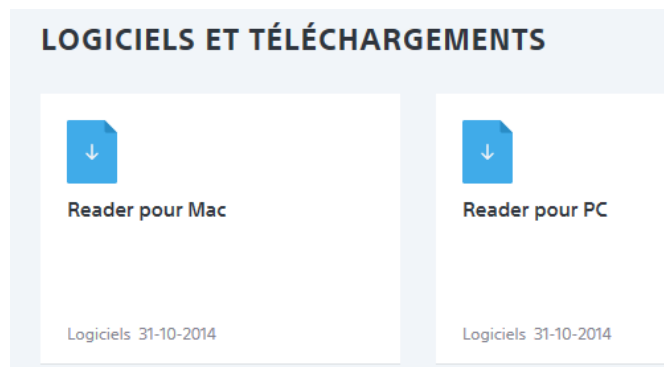 LOGICIELS ET TÉLÉCHARGEMENTS
Reader pour Mac
Reader pour PC
Logiciels 31-10-2014
Logiciels 31-10-2014